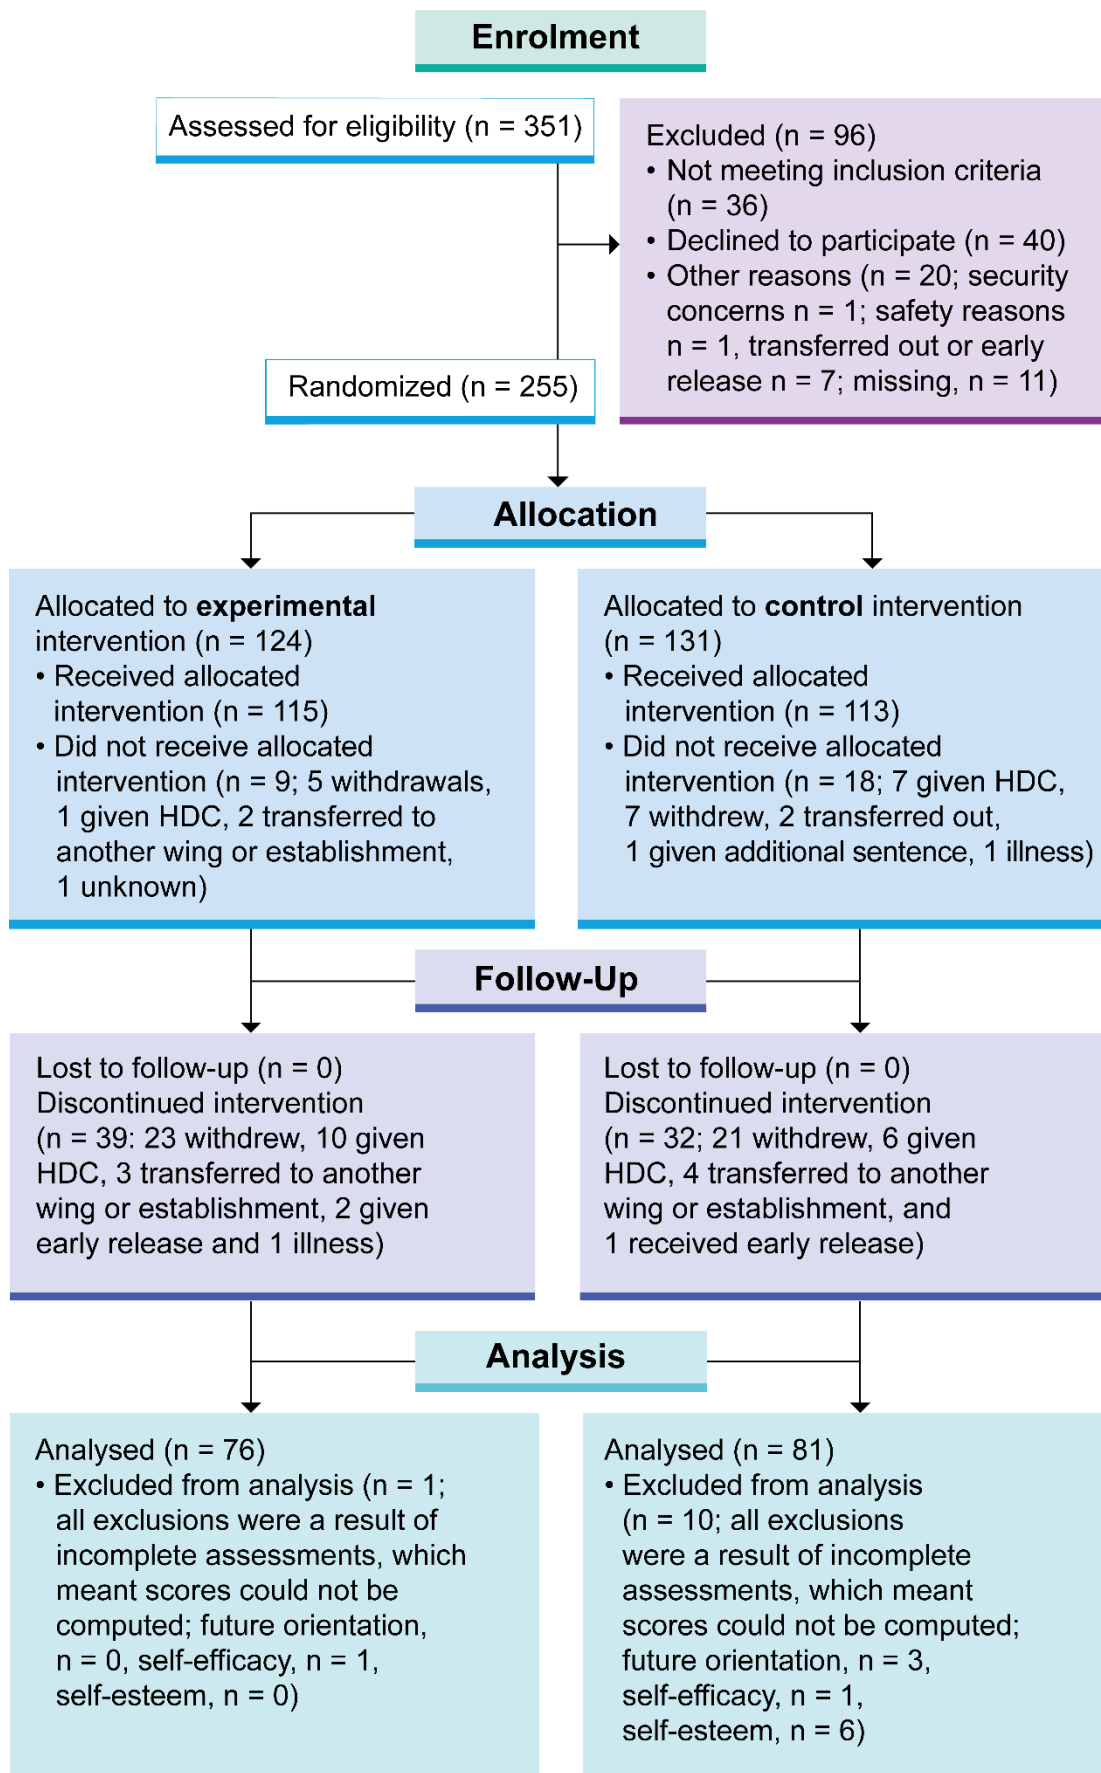 Enrolment
Assessed for eligibility (n = 351)
Excluded (n = 96)
• Not meeting inclusion criteria
(n = 36)
• Declined to participate (n = 40)
• Other reasons (n = 20; security
concerns n = 1; safety reasons
n = 1, transferred out or early
release n = 7; missing, n = 11)
Randomized (n = 255)
Allocation
Allocated to experimental
intervention (n = 124)
• Received allocated
intervention (n = 115)
• Did not receive allocated
intervention (n = 9; 5 withdrawals,
1 given HDC, 2 transferred to
another wing or establishment,
1 unknown)
Allocated to control intervention
(n = 131)
• Received allocated
intervention (n = 113)
• Did not receive allocated
intervention (n = 18; 7 given HDC,
7 withdrew, 2 transferred out,
1 given additional sentence, 1 illness)
Follow-Up
Lost to follow-up (n = 0)
Discontinued intervention
(n = 39: 23 withdrew, 10 given
HDC, 3 transferred to another
wing or establishment, 2 given
early release and 1 illness)
Lost to follow-up (n = 0)
Discontinued intervention
(n = 32; 21 withdrew, 6 given
HDC, 4 transferred to another
wing or establishment, and
1 received early release)
Analysis
Analysed (n = 76)
• Excluded from analysis (n = 1;
all exclusions were a result of
incomplete assessments, which
meant scores could not be
computed; future orientation,
n = 0, self-efficacy, n = 1,
self-esteem, n = 0)
Analysed (n = 81)
• Excluded from analysis
(n = 10; all exclusions
were a result of incomplete
assessments, which meant
scores could not be computed;
future orientation, n = 3,
self-efficacy, n = 1,
self-esteem, n = 6)